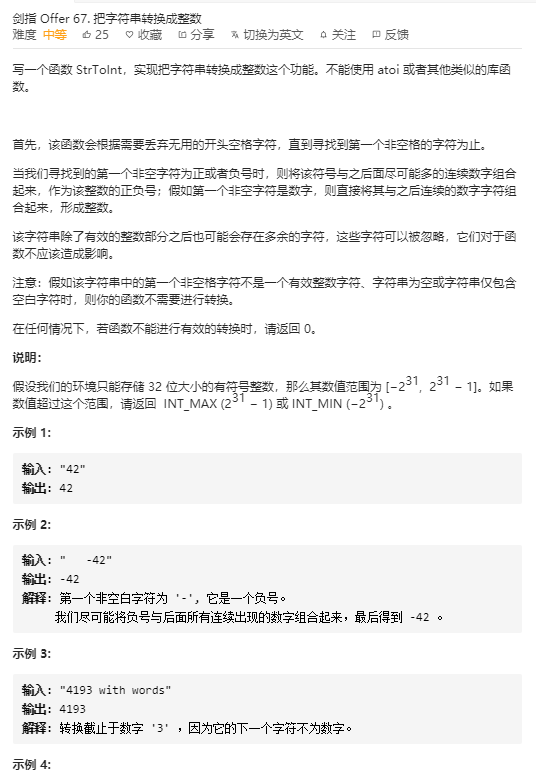 剑指 Offer 67. 把字符串转换成整数
难度 中等 25 收藏 分享 切换为英文 关注 反馈
写一个函数 StrToInt，实现把字符串转换成整数这个功能。不能使用 atoi 或者其他类似的库函
数。
首先，该函数会根据需要丢弃无用的开头空格字符，直到寻找到第一个非空格的字符为止。
当我们寻找到的第一个非空字符为正或者负号时，则将该符号与之后面尽可能多的连续数字组合
起来，作为该整数的正负号；假如第一个非空字符是数字，则直接将其与之后连续的数字字符组
合起来，形成整数。
该字符串除了有效的整数部分之后也可能会存在多余的字符，这些字符可以被忽略，它们对于函
数不应该造成影响。
注意：假如该字符串中的第一个非空格字符不是一个有效整数字符、字符串为空或字符串仅包含
空白字符时，则你的函数不需要进行转换。
在任何情况下，若函数不能进行有效的转换时，请返回 0。
说明：
假设我们的环境只能存储 32 位大小的有符号整数，那么其数值范围为 [−2^31, 2^31 − 1]。如果
数值超过这个范围，请返回 INT_MAX (2^31 − 1) 或 INT_MIN (−2^31) 。
示例 1:
输入: "42"
输出: 42
示例 2:
输入: "   -42"
输出: -42
解释: 第一个非空白字符为 '-', 它是一个负号。
我们尽可能将负号与后面所有连续出现的数字组合起来，最后得到 -42 。
示例 3:
输入: "4193 with words"
输出: 4193
解释: 转换截止于数字 '3' ，因为它的下一个字符不为数字。
示例 4: